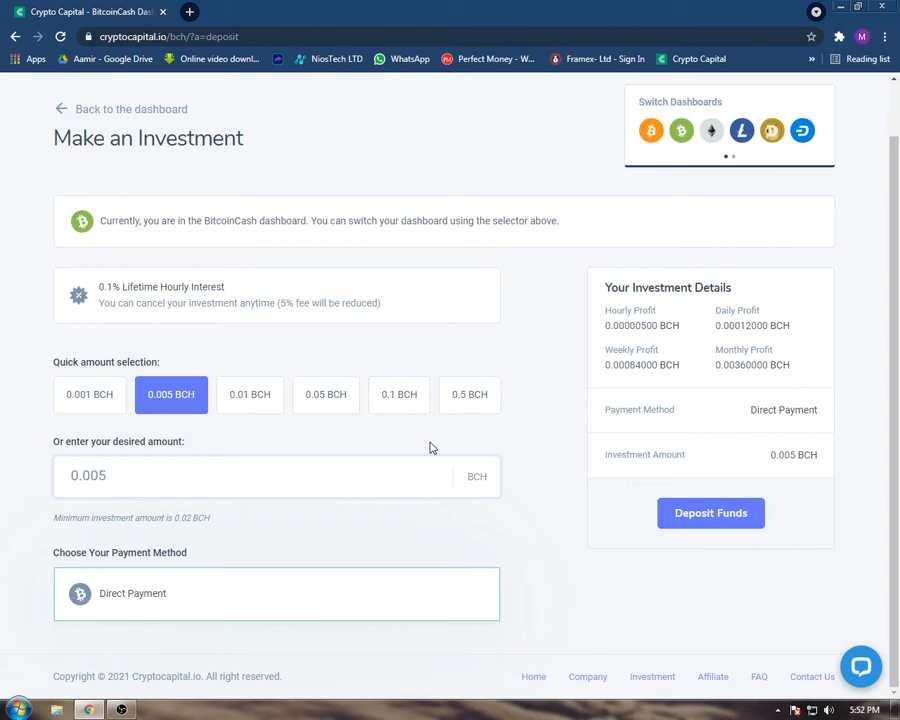 Crypto Capital - BitcoinCash Das
cryptocapital.io/bch/?a=deposit
M
Apps
Aamir - Google Drive
Online video downl...
NiosTech LTD
WhatsApp
Perfect Money - W...
Framex- Ltd - Sign In
Crypto Capital
»
Reading list
Back to the dashboard
Make an Investment
Switch Dashboards
Currently, you are in the BitcoinCash dashboard. You can switch your dashboard using the selector above.
0.1% Lifetime Hourly Interest
You can cancel your investment anytime (5% fee will be reduced)
Quick amount selection:
0.001 BCH
0.005 BCH
0.01 BCH
0.05 BCH
0.1 BCH
0.5 BCH
Or enter your desired amount:
0.005
BCH
Minimum investment amount is 0.02 BCH
Choose Your Payment Method
Direct Payment
Your Investment Details
Hourly Profit
0.00000500 BCH
Daily Profit
0.00012000 BCH
Weekly Profit
0.00084000 BCH
Monthly Profit
0.00360000 BCH
Payment Method
Direct Payment
Investment Amount
0.005 BCH
Deposit Funds
Copyright © 2021 Cryptocapital.io. All right reserved.
Home
Company
Investment
Affiliate
FAQ
Contact Us
5:52 PM